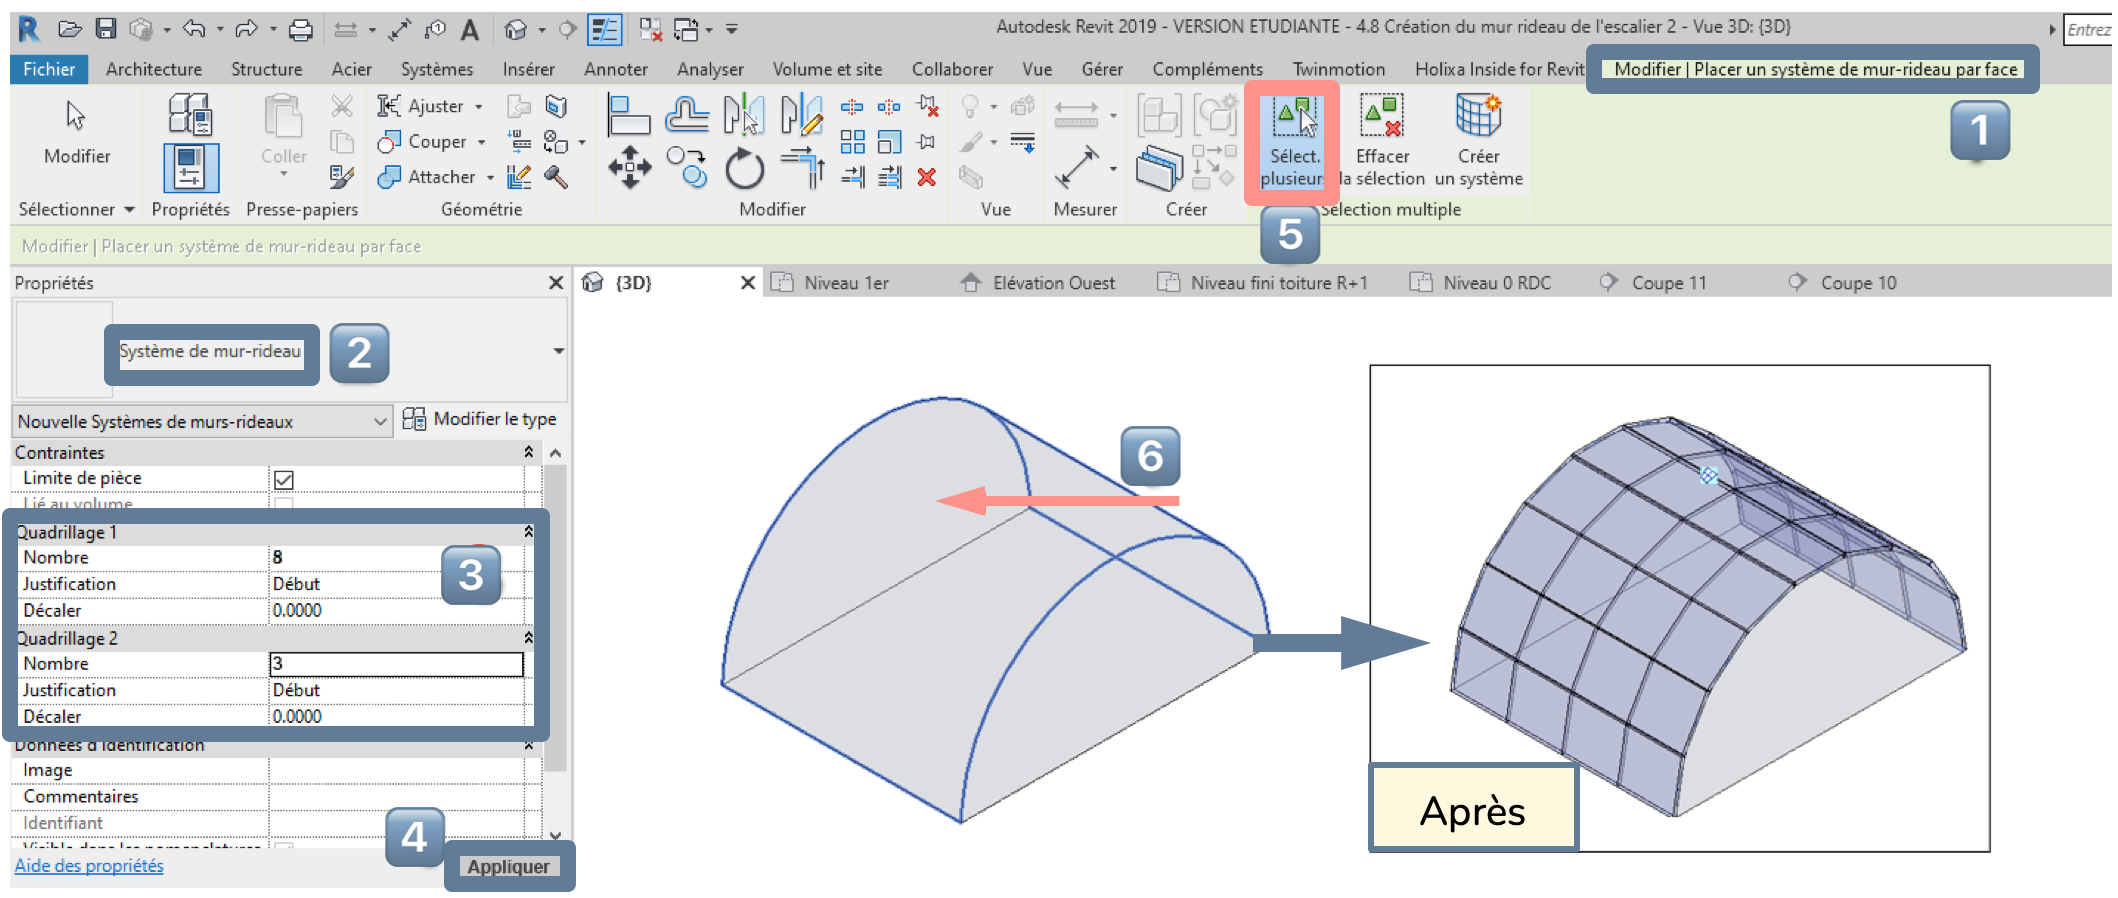 Autodesk Revit 2019 - VERSION ETUDIANTE - 4.8 Création du mur rideau de l'escalier 2 - Vue 3D: {3D}
Entrez
Fichier Architecture Structure Acier Systèmes Insérer Annoter Analyser Volume et site Collaborer Vue Gérer Compléments Twinmotion Holixa Inside for Revit Modifier | Placer un système de mur-rideau par face
1
Modifier
Coller
Ajuster
Couper
Attacher
Sélect.
plusieurs
Effacer
la sélection
Créer
un système
Sélectionner Propriétés Presse-papiers Géométrie Modifier Vue Mesurer Créer Sélection multiple
5
Modifier | Placer un système de mur-rideau par face
Propriétés
{3D} Niveau 1er Elévation Ouest Niveau fini toiture R+1 Niveau 0 RDC Coupe 11 Coupe 10
Système de mur-rideau
2
Nouvelle Systèmes de murs-rideaux Modifier le type
Contraintes
Limite de pièce
Lié au volume
Quadrillage 1
Nombre 8
Justification Début
Décaler 0.0000
3
Quadrillage 2
Nombre 3
Justification Début
Décaler 0.0000
Données d'identification
Image
Commentaires
Identifiant
Visible dans les nomenclatures
4
Aide des propriétés Appliquer
6
Après